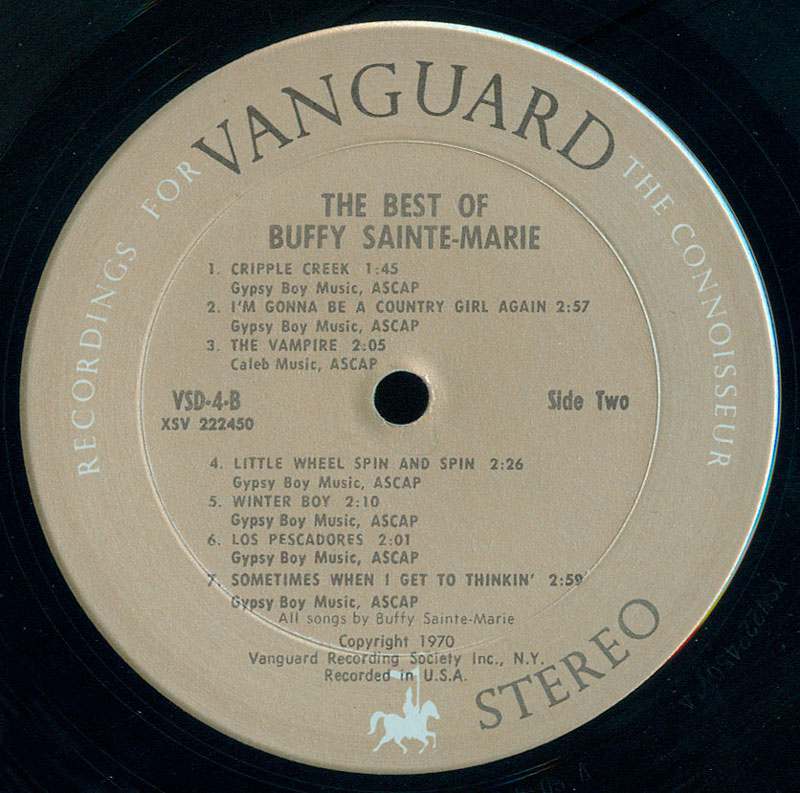 RECORDINGS FOR VANGUARD THE CONNOISSEUR
THE BEST OF
BUFFY SAINTE-MARIE
1. CRIPPLE CREEK 1:45
Gypsy Boy Music, ASCAP
2. I'M GONNA BE A COUNTRY GIRL AGAIN 2:57
Gypsy Boy Music, ASCAP
3. THE VAMPIRE 2:05
Caleb Music, ASCAP
VSD-4-B Side Two
XSV 222450
4. LITTLE WHEEL SPIN AND SPIN 2:26
Gypsy Boy Music, ASCAP
5. WINTER BOY 2:10
Gypsy Boy Music, ASCAP
6. LOS PESCADORES 2:01
Gypsy Boy Music, ASCAP
7. SOMETIMES WHEN I GET TO THINKIN' 2:59
Gypsy Boy Music, ASCAP
All songs by Buffy Sainte-Marie
Copyright 1970
Vanguard Recording Society Inc., N.Y.
Recorded in U.S.A.
STEREO